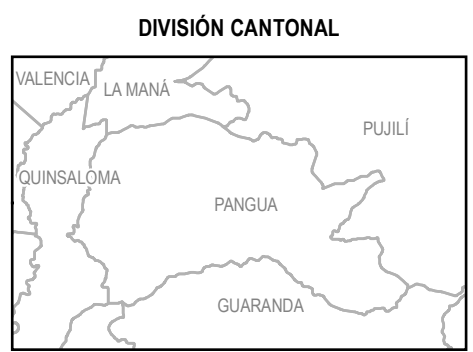 DIVISIÓN CANTONAL
VALENCIA
LA MANÁ
PUJILÍ
QUINSALOMA
PANGUA
GUARANDA